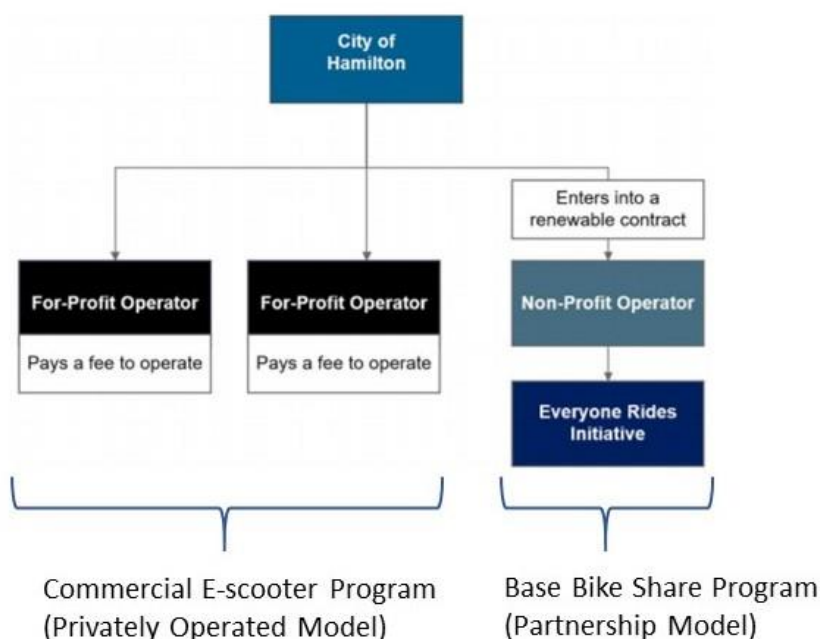 City of
Hamilton
Enters into a
renewable contract
For-Profit Operator
For-Profit Operator
Non-Profit Operator
Pays a fee to operate
Pays a fee to operate
Everyone Rides
Initiative
Commercial E-scooter Program
(Privately Operated Model)
Base Bike Share Program
(Partnership Model)